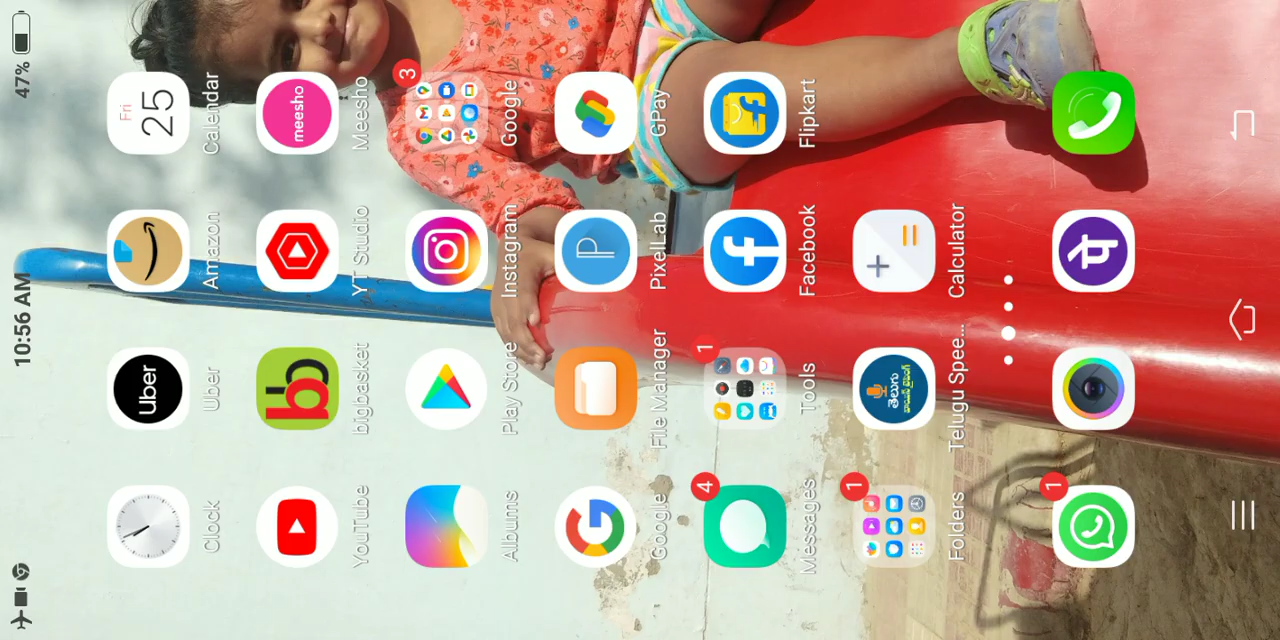 10:56 AM 47%
Uber Fri
25
Clock Uber Amazon Calendar
bb meesho
YouTube bigbasket YT Studio Meesho
3
Albums Play Store Instagram Google
G P
Google File Manager PixelLab GPay
4 1 f f
Messages Tools Facebook Flipkart
1 తెలుగు
Folders Telugu Spee... Calculator
1 पे